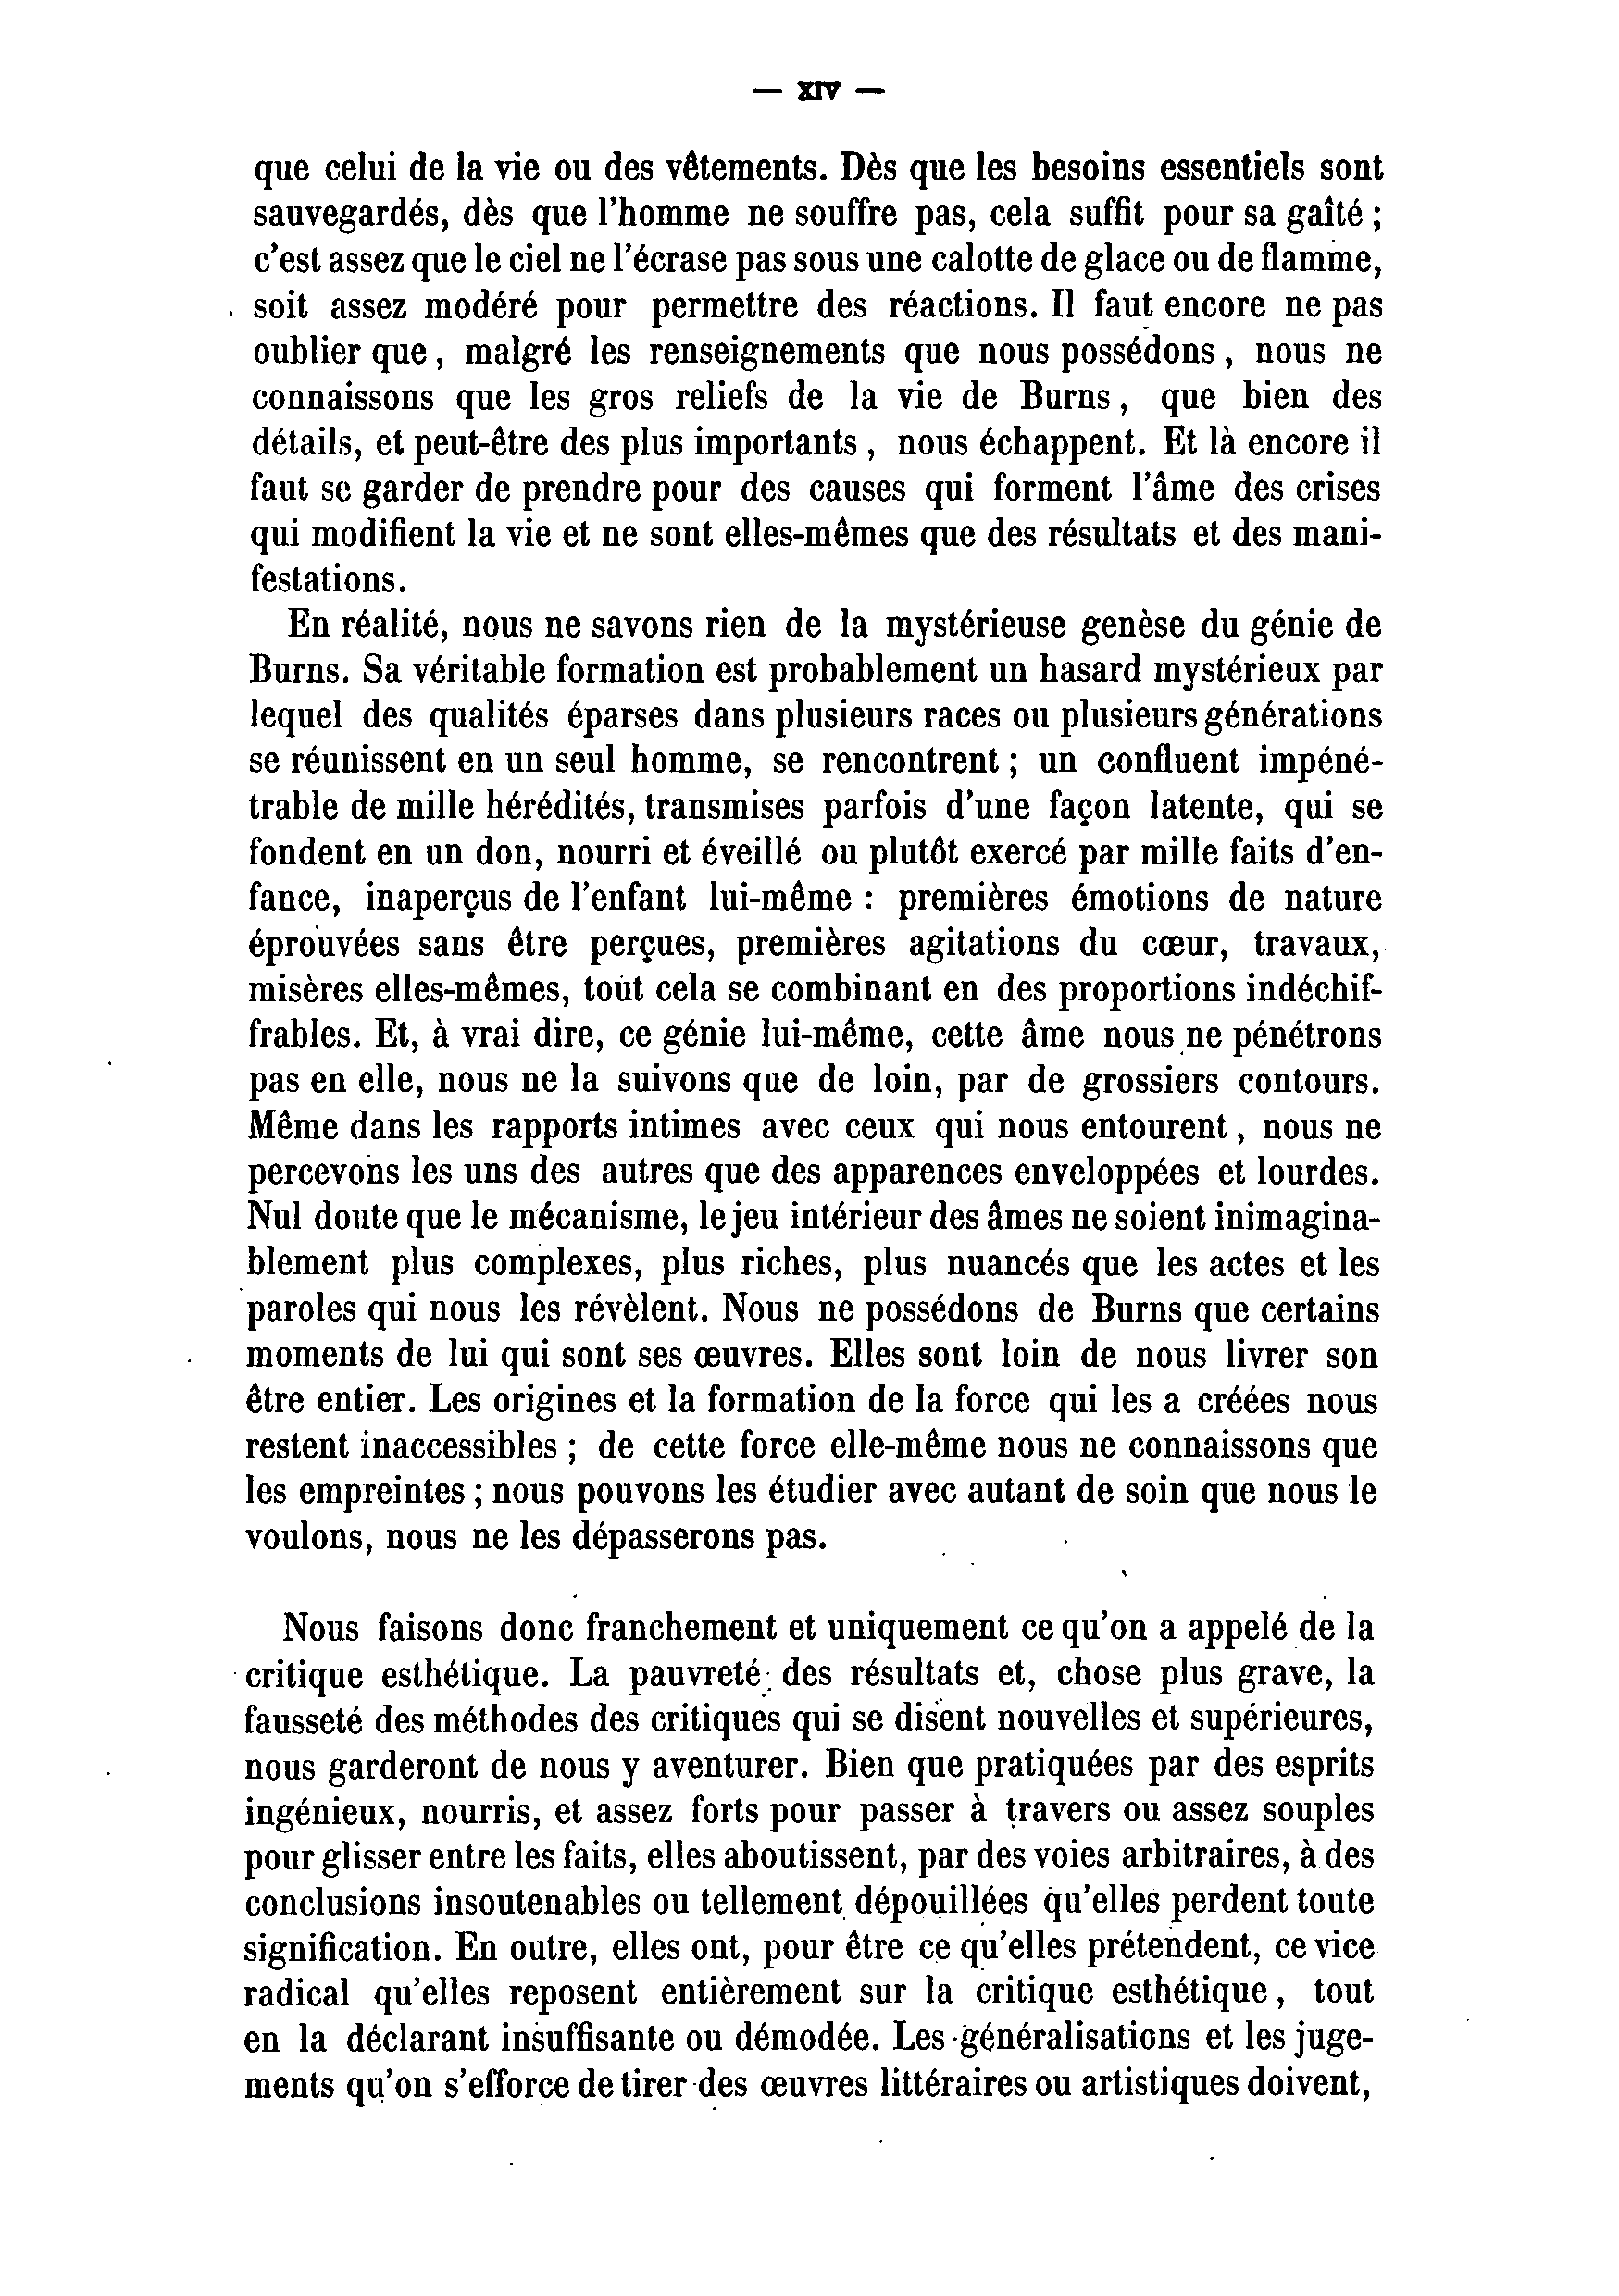 — XIV —
que celui de la vie ou des vêtements. Dès que les besoins essentiels sont
sauvegardés, dès que l'homme ne souffre pas, cela suffit pour sa gaîté ;
c'est assez que le ciel ne l'écrase pas sous une calotte de glace ou de flamme,
soit assez modéré pour permettre des réactions. Il faut encore ne pas
oublier que, malgré les renseignements que nous possédons, nous ne
connaissons que les gros reliefs de la vie de Burns, que bien des
détails, et peut-être des plus importants, nous échappent. Et là encore il
faut se garder de prendre pour des causes qui forment l'âme des crises
qui modifient la vie et ne sont elles-mêmes que des résultats et des mani-
festations.
En réalité, nous ne savons rien de la mystérieuse genèse du génie de
Burns. Sa véritable formation est probablement un hasard mystérieux par
lequel des qualités éparses dans plusieurs races ou plusieurs générations
se réunissent en un seul homme, se rencontrent ; un confluent impéné-
trable de mille hérédités, transmises parfois d'une façon latente, qui se
fondent en un don, nourri et éveillé ou plutôt exercé par mille faits d'en-
fance, inaperçus de l'enfant lui-même : premières émotions de nature
éprouvées sans être perçues, premières agitations du cœur, travaux,
misères elles-mêmes, tout cela se combinant en des proportions indéchif-
frables. Et, à vrai dire, ce génie lui-même, cette âme nous ne pénétrons
pas en elle, nous ne la suivons que de loin, par de grossiers contours.
Même dans les rapports intimes avec ceux qui nous entourent, nous ne
percevons les uns des autres que des apparences enveloppées et lourdes.
Nul doute que le mécanisme, le jeu intérieur des âmes ne soient inimagina-
blement plus complexes, plus riches, plus nuancés que les actes et les
paroles qui nous les révèlent. Nous ne possédons de Burns que certains
moments de lui qui sont ses œuvres. Elles sont loin de nous livrer son
être entier. Les origines et la formation de la force qui les a créées nous
restent inaccessibles ; de cette force elle-même nous ne connaissons que
les empreintes ; nous pouvons les étudier avec autant de soin que nous le
voulons, nous ne les dépasserons pas.
Nous faisons donc franchement et uniquement ce qu'on a appelé de la
critique esthétique. La pauvreté des résultats et, chose plus grave, la
fausseté des méthodes des critiques qui se disent nouvelles et supérieures,
nous garderont de nous y aventurer. Bien que pratiquées par des esprits
ingénieux, nourris, et assez forts pour passer à travers ou assez souples
pour glisser entre les faits, elles aboutissent, par des voies arbitraires, à des
conclusions insoutenables ou tellement dépouillées qu'elles perdent toute
signification. En outre, elles ont, pour être ce qu'elles prétendent, ce vice
radical qu'elles reposent entièrement sur la critique esthétique, tout
en la déclarant insuffisante ou démodée. Les généralisations et les juge-
ments qu'on s'efforce de tirer des œuvres littéraires ou artistiques doivent,